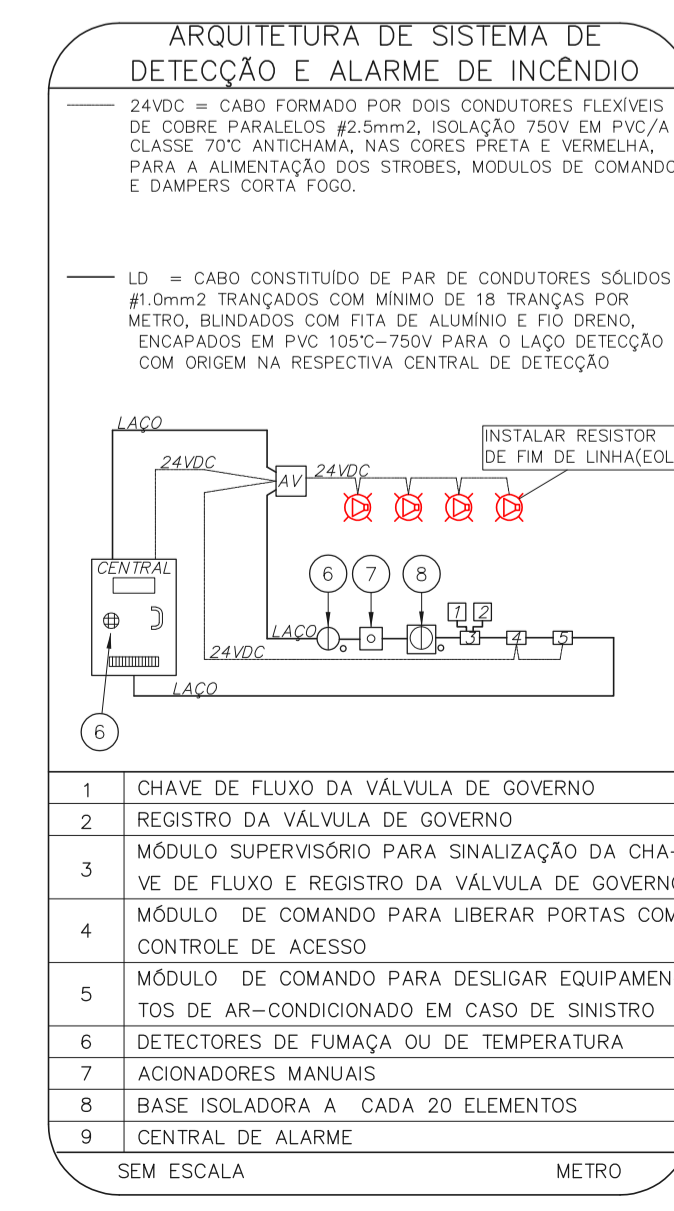 ARQUITETURA DE SISTEMA DE
DETECÇÃO E ALARME DE INCÊNDIO
24VDC = CABO FORMADO POR DOIS CONDUTORES FLEXÍVEIS
DE COBRE PARALELOS #2.5mm2, ISOLAÇÃO 750V EM PVC/A
CLASSE 70°C ANTICHAMA, NAS CORES PRETA E VERMELHA,
PARA A ALIMENTAÇÃO DOS STROBES, MODULOS DE COMANDO
E DAMPERS CORTA FOGO.
LD = CABO CONSTITUÍDO DE PAR DE CONDUTORES SÓLIDOS
#1.0mm2 TRANÇADOS COM MÍNIMO DE 18 TRANÇAS POR
METRO, BLINDADOS COM FITA DE ALUMÍNIO E FIO DRENO,
ENCAPADOS EM PVC 105°C-750V PARA O LAÇO DETECÇÃO
COM ORIGEM NA RESPECTIVA CENTRAL DE DETECÇÃO
LAÇO
INSTALAR RESISTOR
DE FIM DE LINHA(EOL
24VDC
AV
24VDC
CENTRAL
6
7
8
1
2
LAÇO
3
4
5
24VDC
LAÇO
6
1 CHAVE DE FLUXO DA VÁLVULA DE GOVERNO
2 REGISTRO DA VÁLVULA DE GOVERNO
3 MÓDULO SUPERVISÓRIO PARA SINALIZAÇÃO DA CHA-
VE DE FLUXO E REGISTRO DA VÁLVULA DE GOVERNO
4 MÓDULO DE COMANDO PARA LIBERAR PORTAS COM
CONTROLE DE ACESSO
5 MÓDULO DE COMANDO PARA DESLIGAR EQUIPAMEN
TOS DE AR-CONDICIONADO EM CASO DE SINISTRO
6 DETECTORES DE FUMAÇA OU DE TEMPERATURA
7 ACIONADORES MANUAIS
8 BASE ISOLADORA A CADA 20 ELEMENTOS
9 CENTRAL DE ALARME
SEM ESCALA METRO